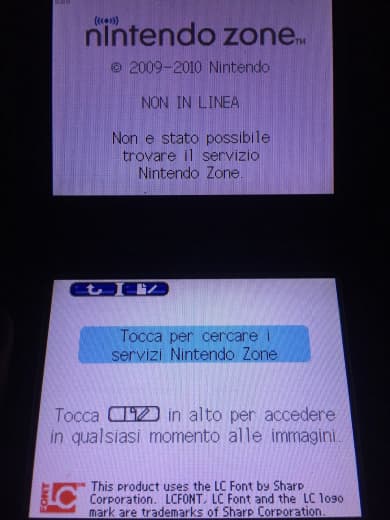 nintendo zone™
© 2009-2010 Nintendo
NON IN LINEA
Non e stato possibile
trovare il servizio
Nintendo Zone.
Tocca per cercare i
servizi Nintendo Zone
Tocca in alto per accedere
in qualsiasi momento alle immagini.
LC FONT
This product uses the LC Font by Sharp
Corporation. LCFONT, LC Font and the LC logo
mark are trademarks of Sharp Corporation.